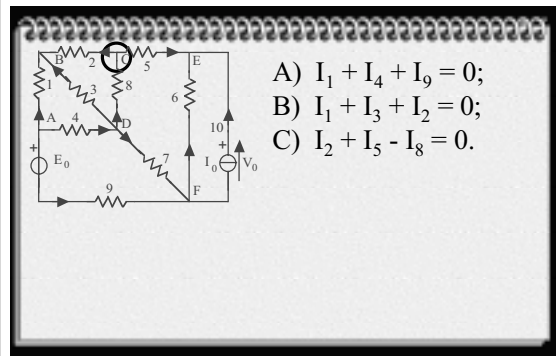 B 2 C 5 E
1 3 8 6
A 4 D 10
+ E₀ 7 + I₀ V₀
9 F
A) I₁ + I₄ + I₉ = 0;
B) I₁ + I₃ + I₂ = 0;
C) I₂ + I₅ - I₈ = 0.